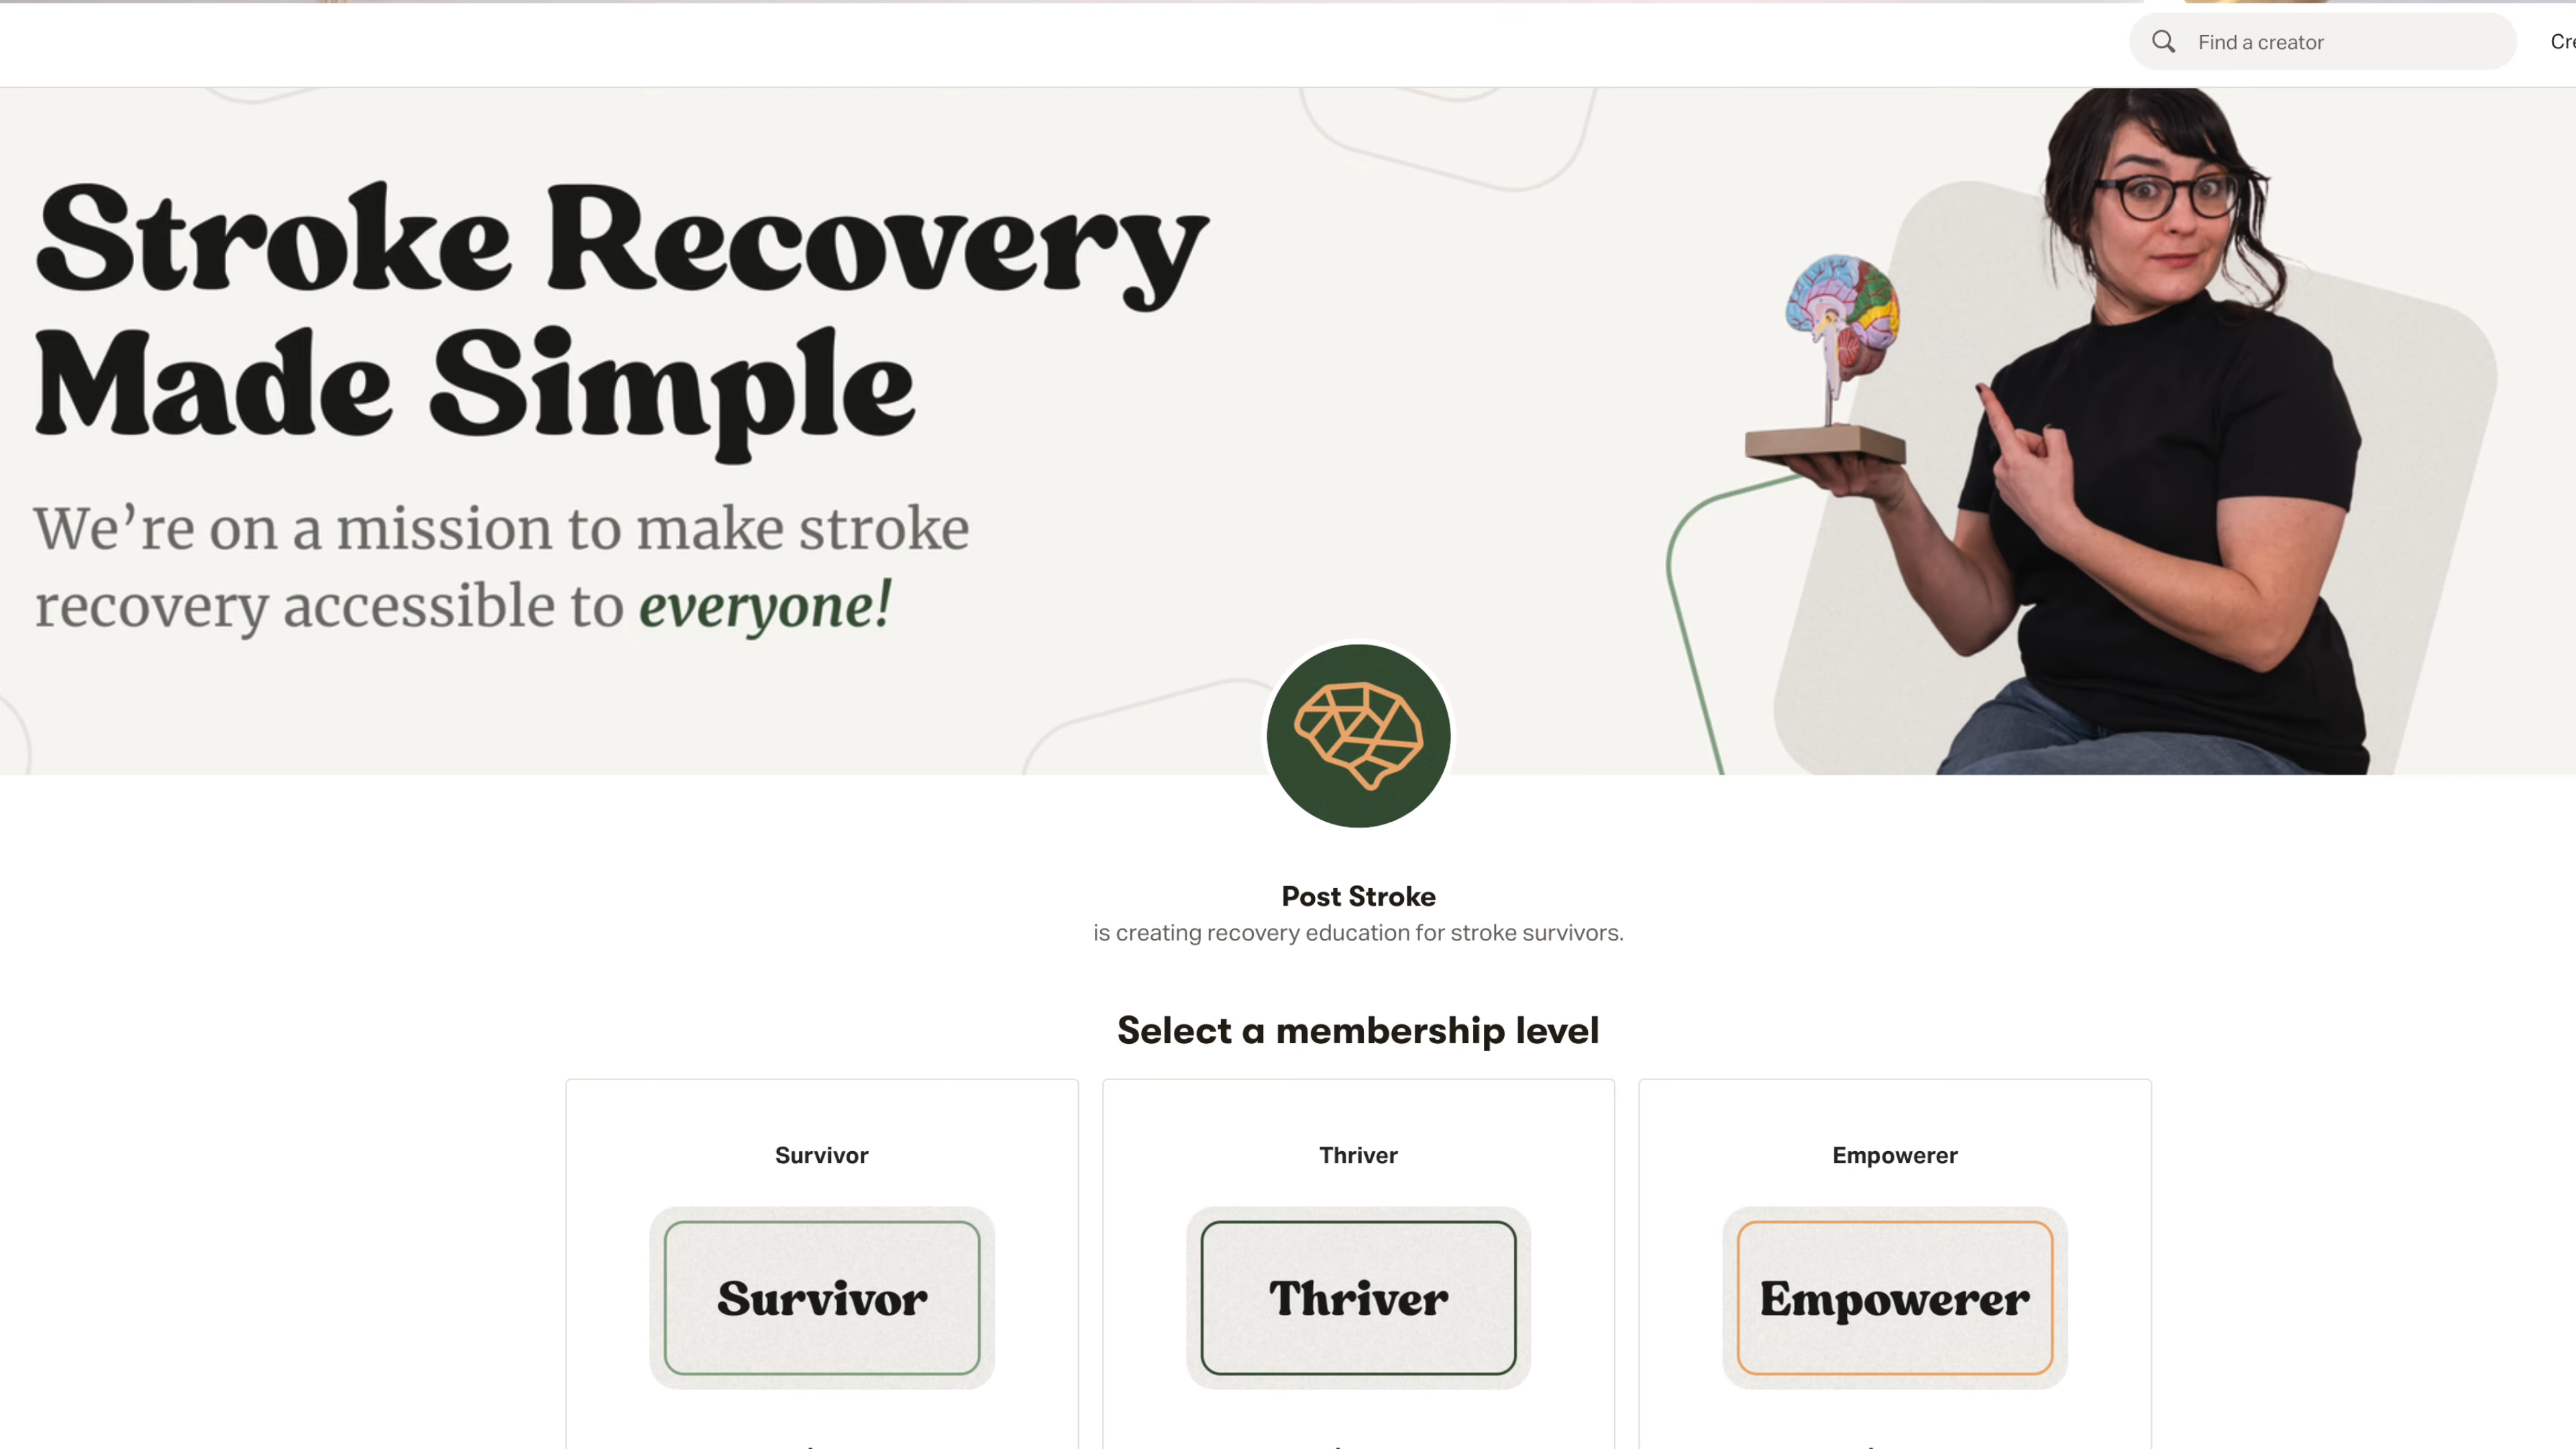 Find a creator
Cre
Stroke Recovery
Made Simple
We’re on a mission to make stroke
recovery accessible to everyone!
Post Stroke
is creating recovery education for stroke survivors.
Select a membership level
Survivor
Thriver
Empowerer
Survivor
Thriver
Empowerer